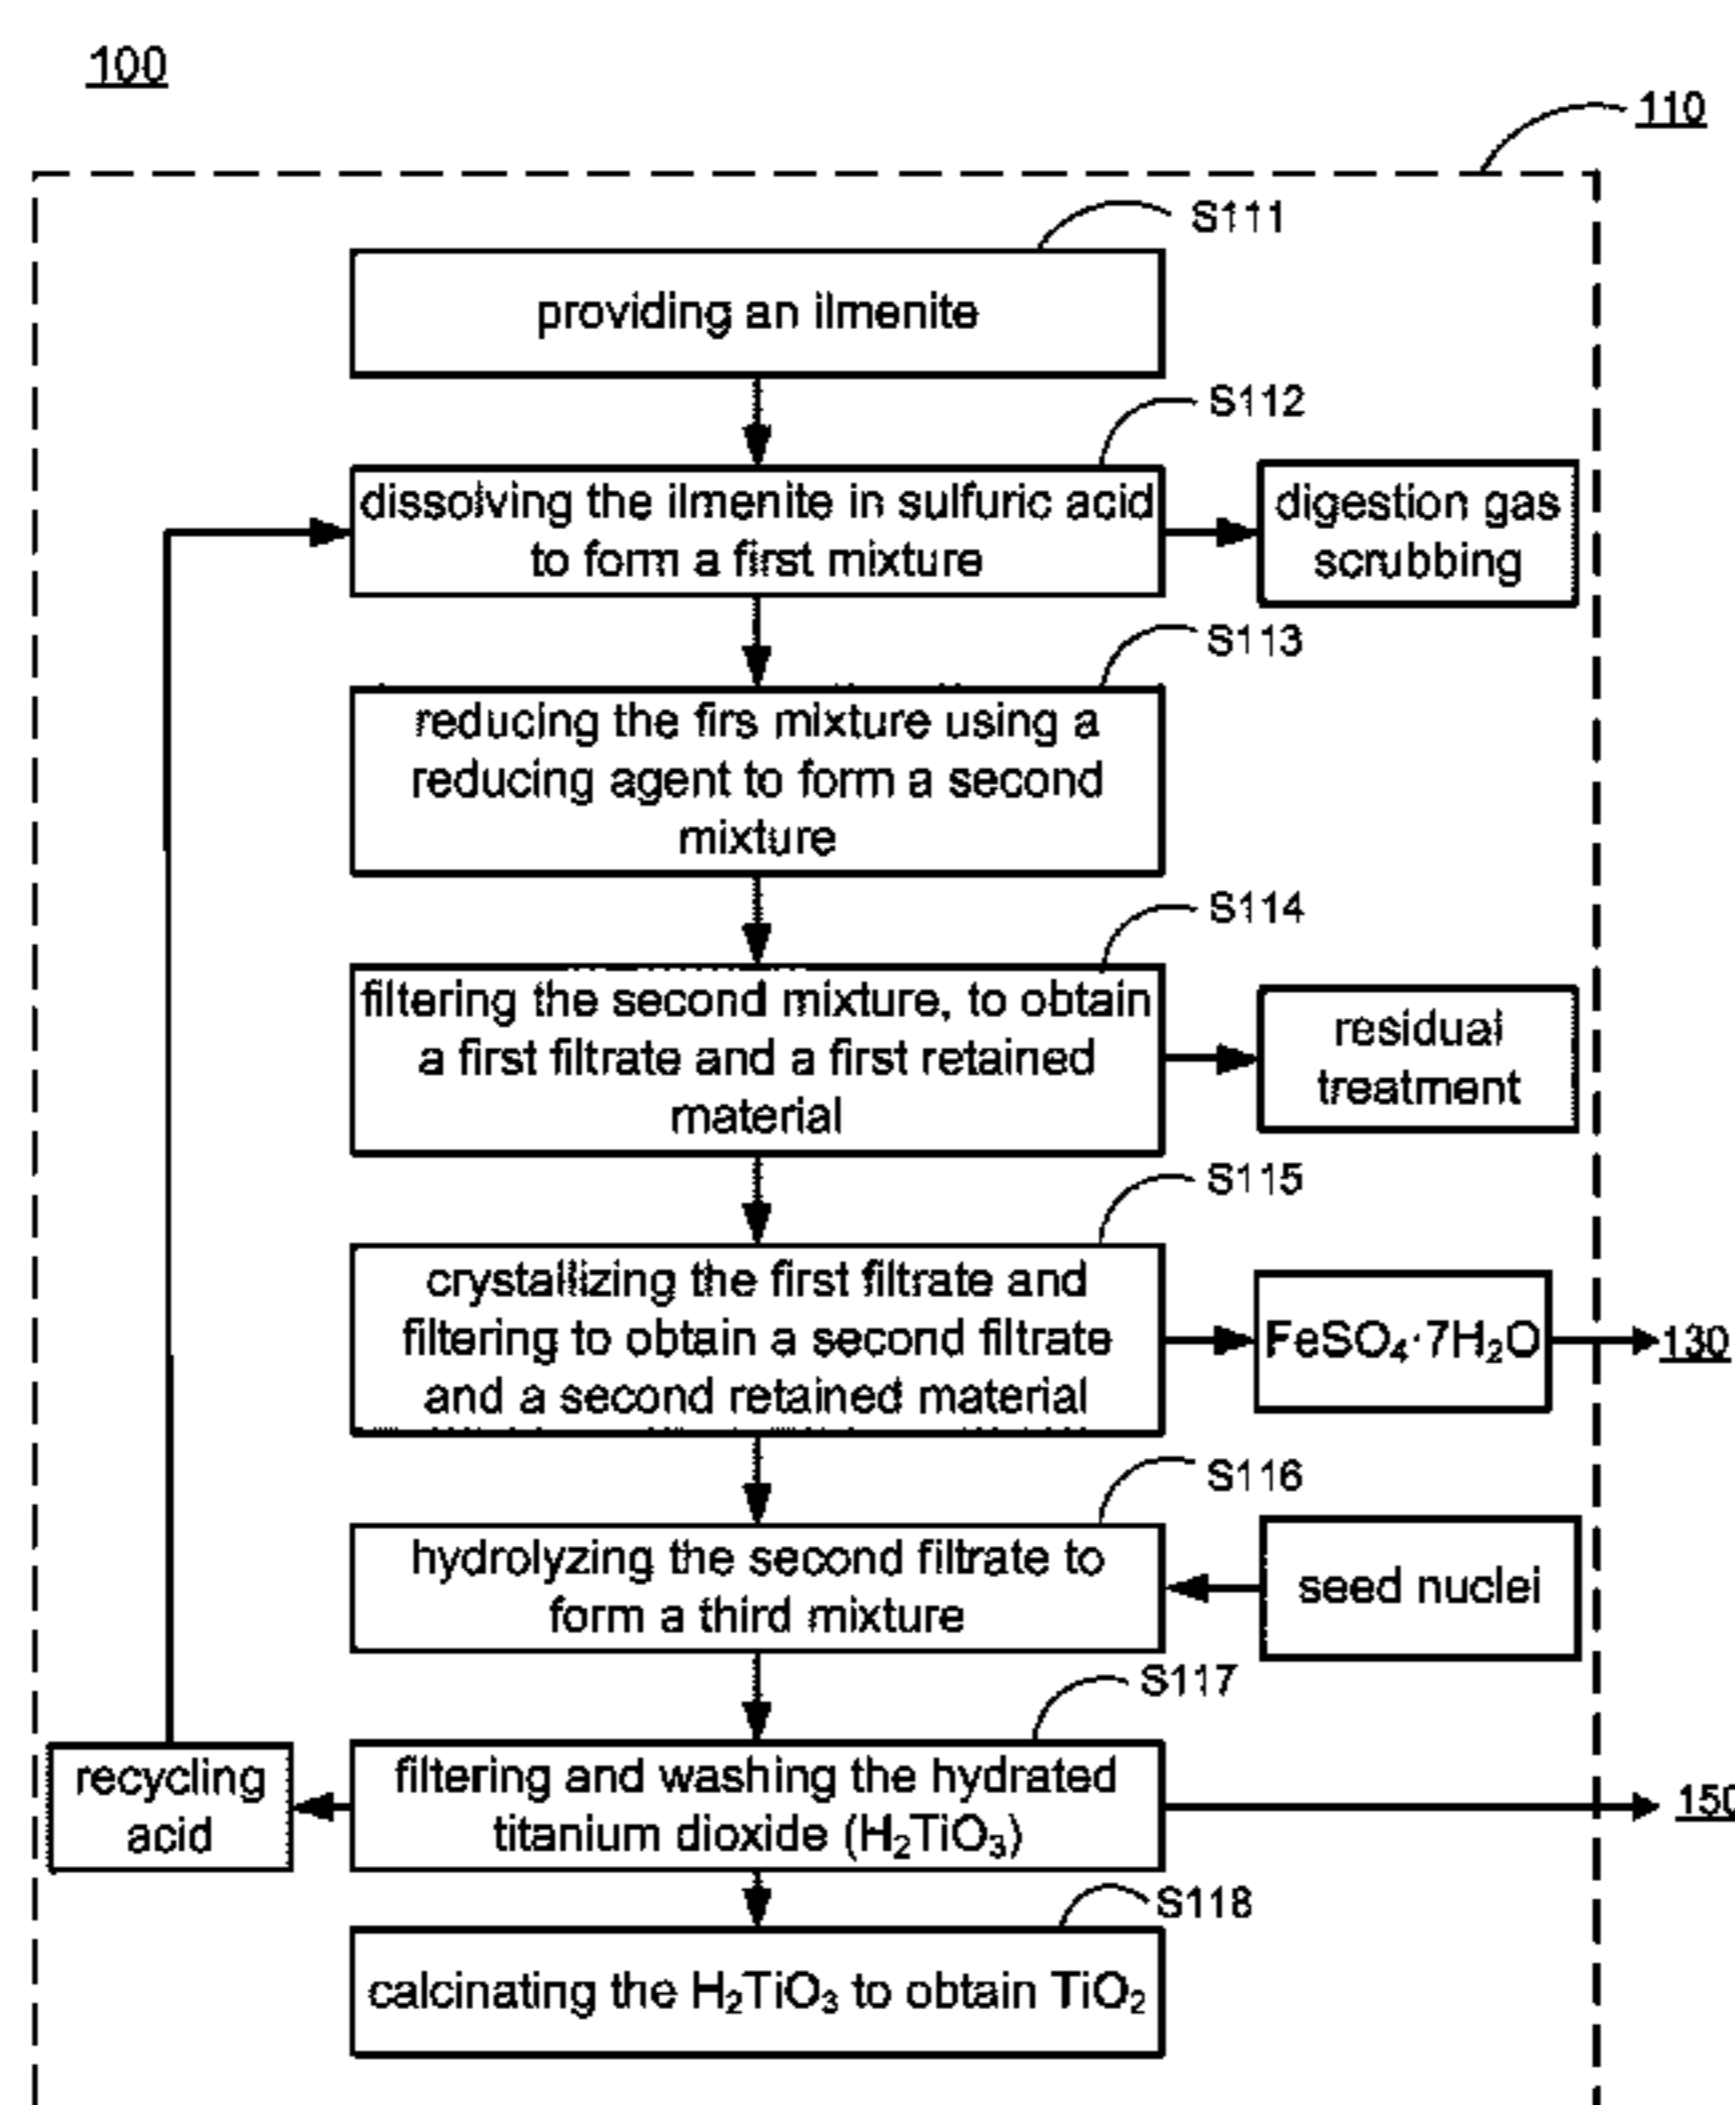 100
110
S111
providing an ilmenite
S112
dissolving the ilmenite in sulfuric acid
to form a first mixture
digestion gas
scrubbing
S113
reducing the firs mixture using a
reducing agent to form a second
mixture
S114
filtering the second mixture, to obtain
a first filtrate and a first retained
material
residual
treatment
S115
crystallizing the first filtrate and
filtering to obtain a second filtrate
and a second retained material
FeSO₄·7H₂O
130
S116
hydrolyzing the second filtrate to
form a third mixture
seed nuclei
S117
recycling
acid
filtering and washing the hydrated
titanium dioxide (H₂TiO₃)
150
S118
calcinating the H₂TiO₃ to obtain TiO₂